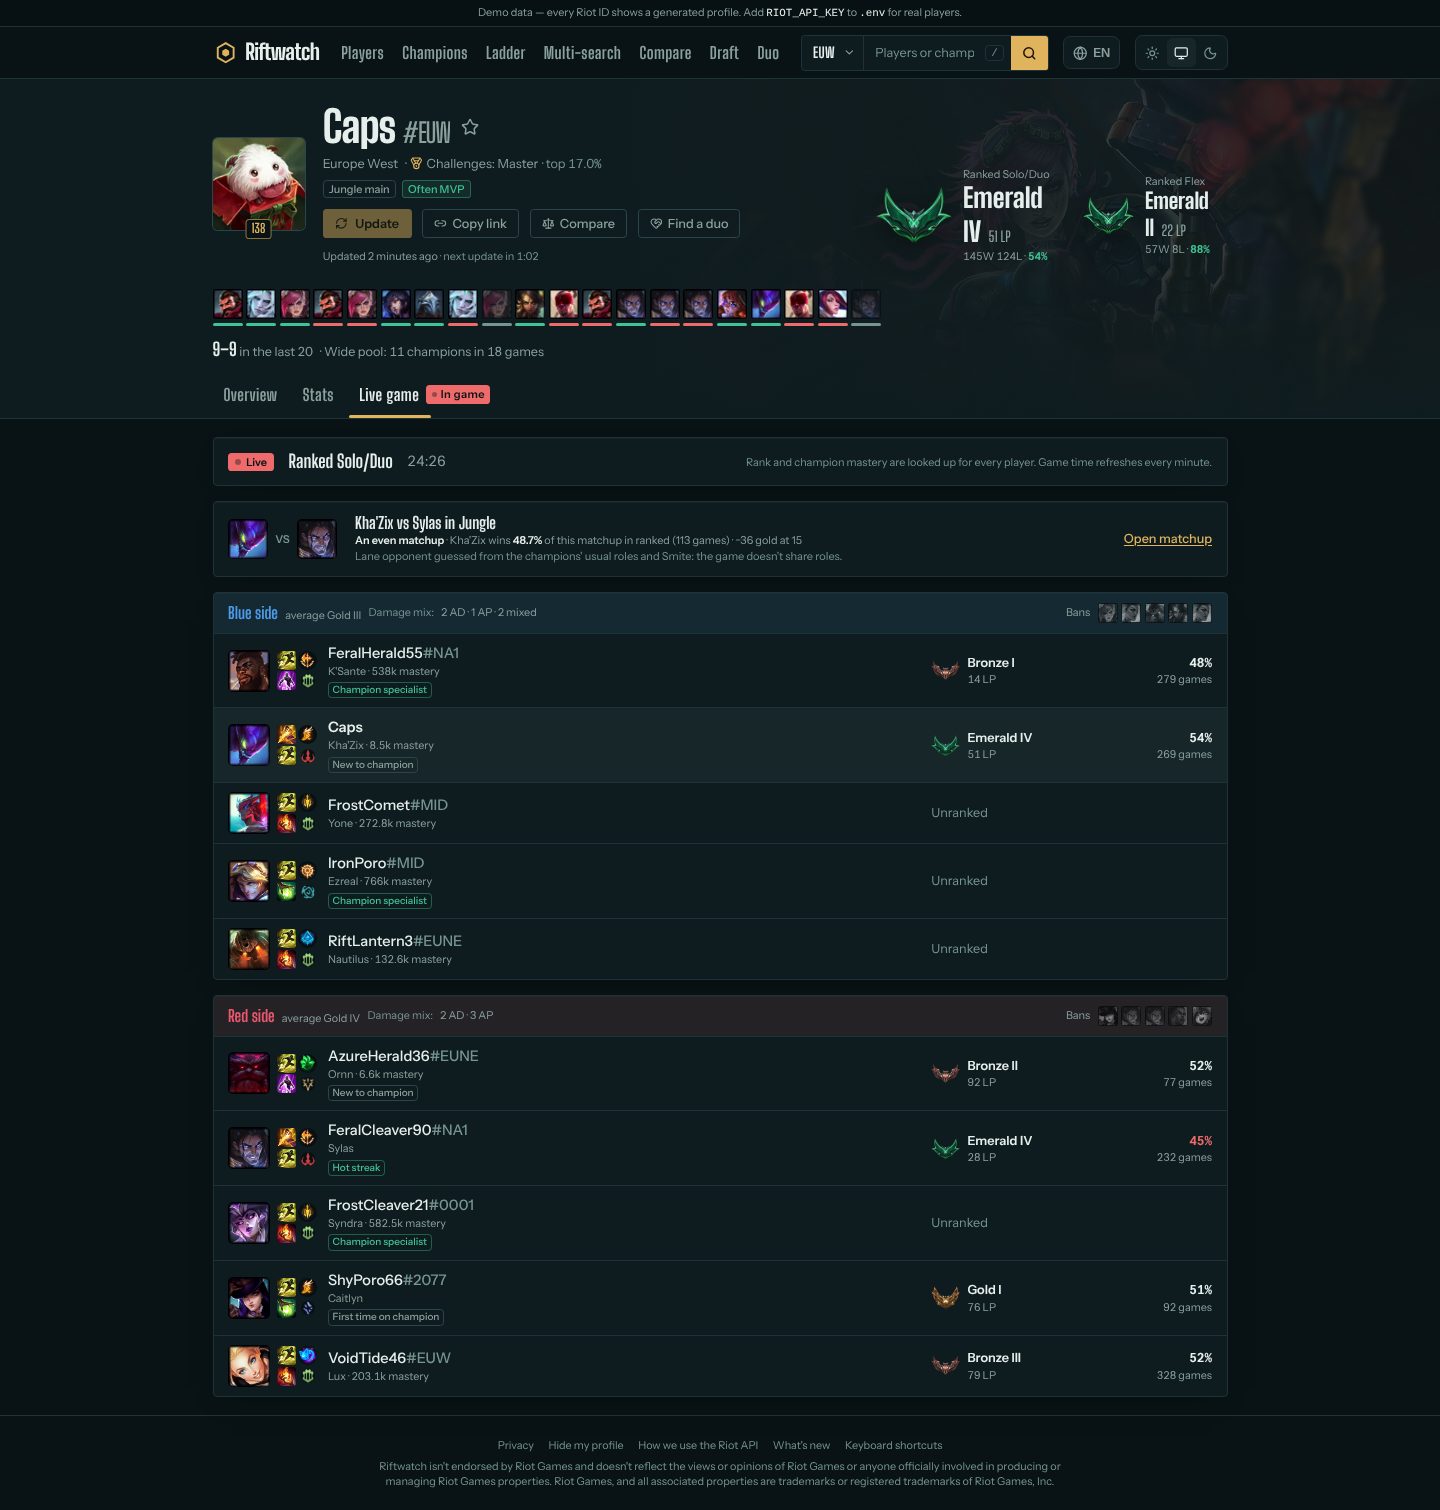 Demo data — every Riot ID shows a generated profile. Add RIOT_API_KEY to .env for real players.
Riftwatch Players Champions Ladder Multi-search Compare Draft Duo EUW Players or champ / EN
Caps #EUW
Europe West · Challenges: Master · top 17.0%
Jungle main Often MVP
138
Update Copy link Compare Find a duo
Updated 2 minutes ago · next update in 1:02
Ranked Solo/Duo
Emerald
IV 51 LP
145W 124L · 54%
Ranked Flex
Emerald
II 22 LP
57W 8L · 88%
9–9 in the last 20 · Wide pool: 11 champions in 18 games
Overview Stats Live game In game
Live Ranked Solo/Duo 24:26 Rank and champion mastery are looked up for every player. Game time refreshes every minute.
VS
Kha'Zix vs Sylas in Jungle
An even matchup · Kha'Zix wins 48.7% of this matchup in ranked (113 games) · -36 gold at 15
Lane opponent guessed from the champions' usual roles and Smite: the game doesn't share roles.
Open matchup
Blue side average Gold III Damage mix: 2 AD · 1 AP · 2 mixed Bans
FeralHerald55#NA1
K'Sante · 538k mastery
Champion specialist
Bronze I
14 LP
48%
279 games
Caps
Kha'Zix · 8.5k mastery
New to champion
Emerald IV
51 LP
54%
269 games
FrostComet#MID
Yone · 272.8k mastery
Unranked
IronPoro#MID
Ezreal · 766k mastery
Champion specialist
Unranked
RiftLantern3#EUNE
Nautilus · 132.6k mastery
Unranked
Red side average Gold IV Damage mix: 2 AD · 3 AP Bans
AzureHerald36#EUNE
Ornn · 6.6k mastery
New to champion
Bronze II
92 LP
52%
77 games
FeralCleaver90#NA1
Sylas
Hot streak
Emerald IV
28 LP
45%
232 games
FrostCleaver21#0001
Syndra · 582.5k mastery
Champion specialist
Unranked
ShyPoro66#2077
Caitlyn
First time on champion
Gold I
76 LP
51%
92 games
VoidTide46#EUW
Lux · 203.1k mastery
Bronze III
79 LP
52%
328 games
Privacy Hide my profile How we use the Riot API What's new Keyboard shortcuts
Riftwatch isn't endorsed by Riot Games and doesn't reflect the views or opinions of Riot Games or anyone officially involved in producing or
managing Riot Games properties. Riot Games, and all associated properties are trademarks or registered trademarks of Riot Games, Inc.